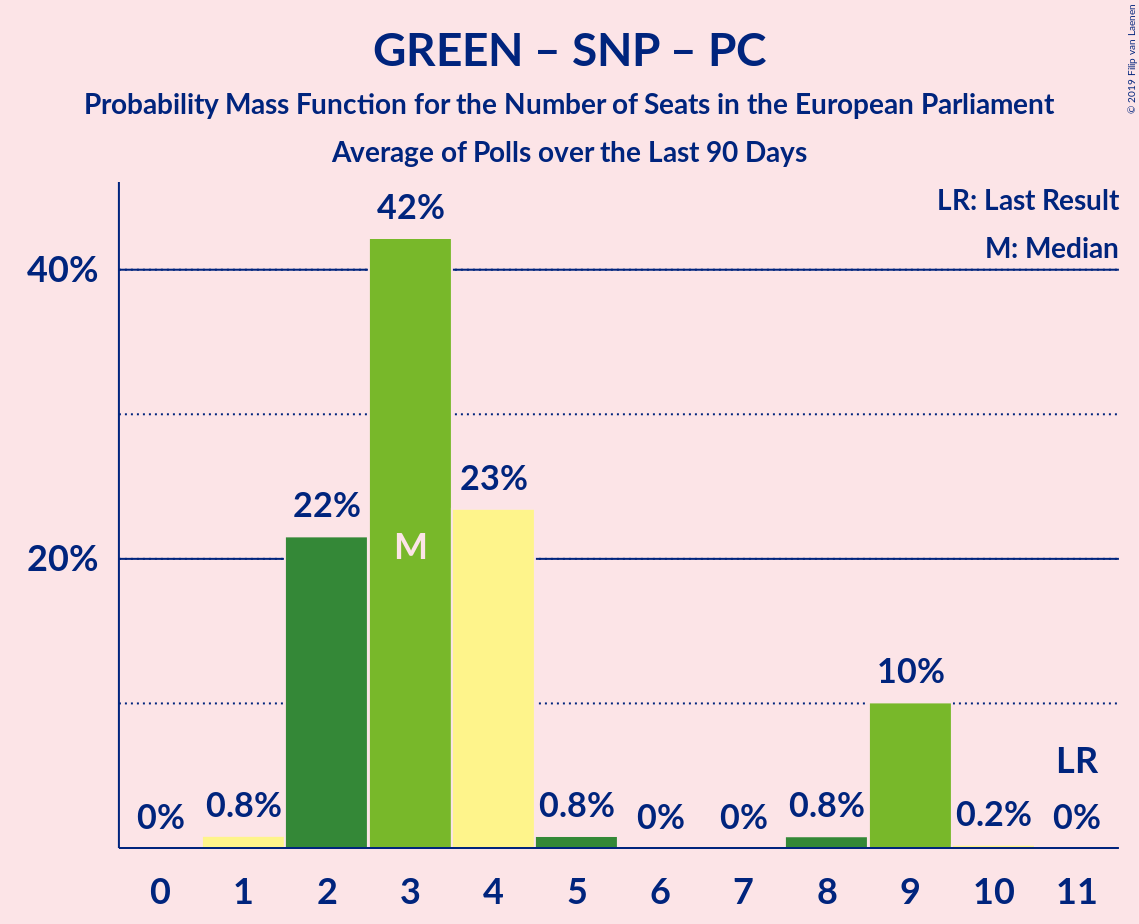 GREEN – SNP – PC
Probability Mass Function for the Number of Seats in the European Parliament
Average of Polls over the Last 90 Days
© 2019 Filip van Laenen
LR: Last Result
M: Median
42%
40%
23%
22%
M
20%
10%
LR
0% 0.8% 0.8% 0% 0% 0.8% 0.2% 0%
0 1 2 3 4 5 6 7 8 9 10 11